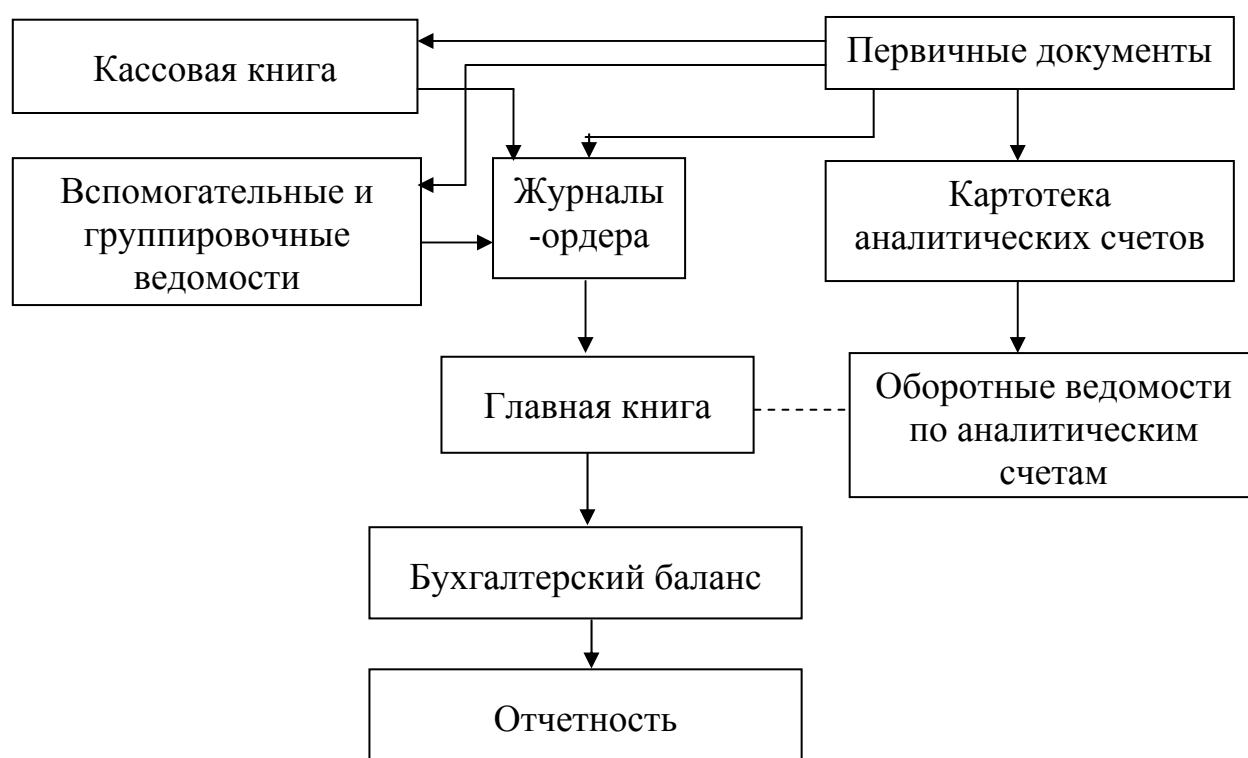 Кассовая книга
Первичные документы
Вспомогательные и
группировочные
ведомости
Журналы
-ордера
Картотека
аналитических счетов
Главная книга
Оборотные ведомости
по аналитическим
счетам
Бухгалтерский баланс
Отчетность